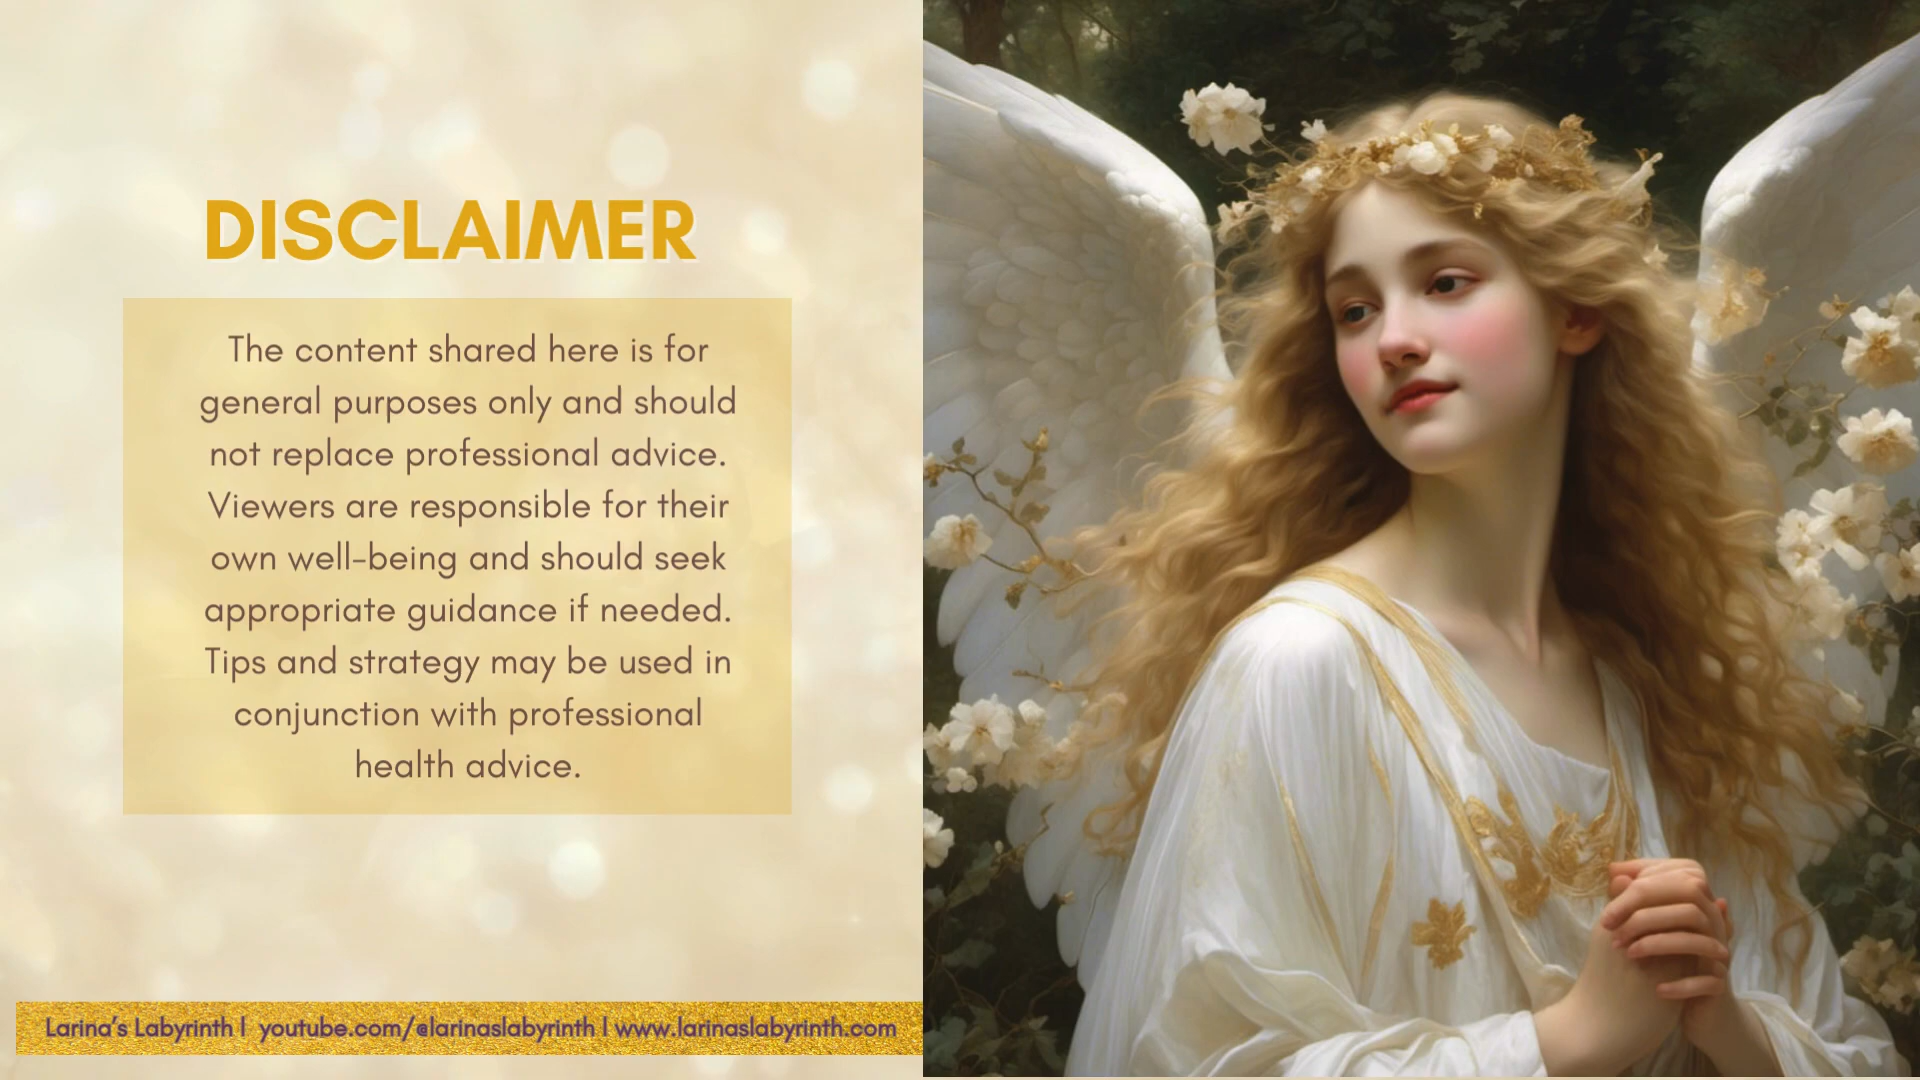 DISCLAIMER
The content shared here is for
general purposes only and should
not replace professional advice.
Viewers are responsible for their
own well-being and should seek
appropriate guidance if needed.
Tips and strategy may be used in
conjunction with professional
health advice.
Larina's Labyrinth | youtube.com/@larinaslabyrinth | www.larinaslabyrinth.com